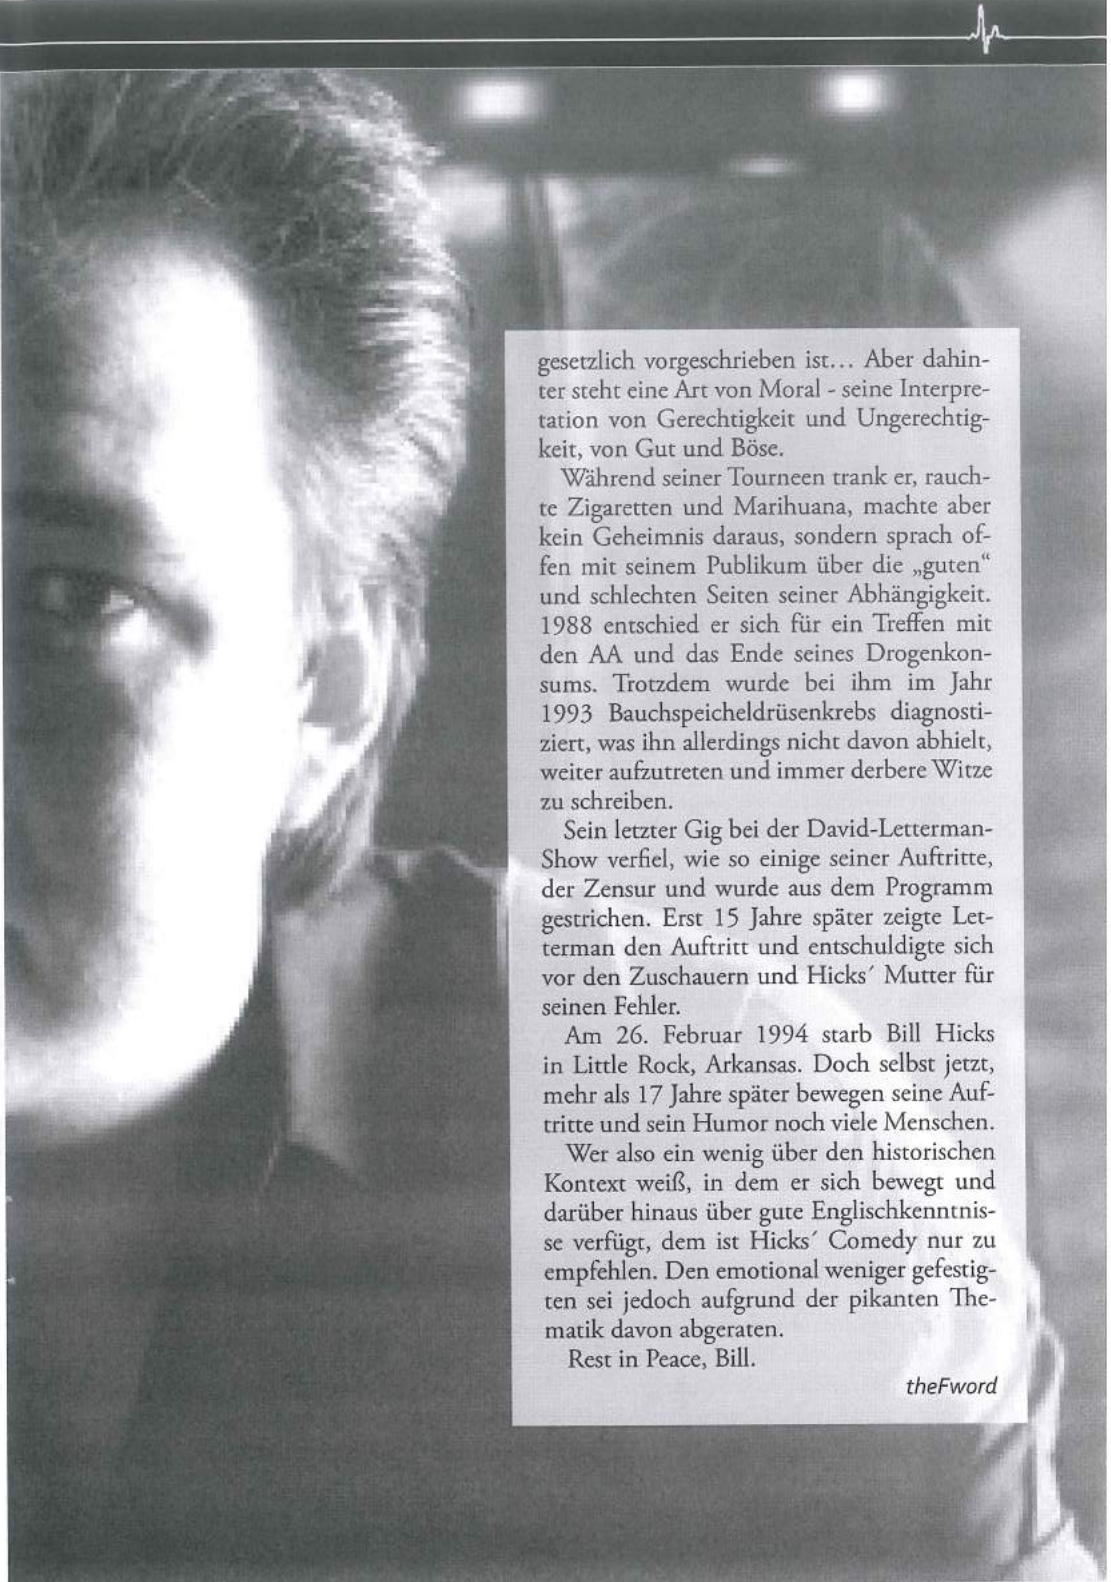 gesetzlich vorgeschrieben ist... Aber dahin-
ter steht eine Art von Moral - seine Interpre-
tation von Gerechtigkeit und Ungerechtig-
keit, von Gut und Böse.
Während seiner Tourneen trank er, rauch-
te Zigaretten und Marihuana, machte aber
kein Geheimnis daraus, sondern sprach of-
fen mit seinem Publikum über die „guten“
und schlechten Seiten seiner Abhängigkeit.
1988 entschied er sich für ein Treffen mit
den AA und das Ende seines Drogenkon-
sums. Trotzdem wurde bei ihm im Jahr
1993 Bauchspeicheldrüsenkrebs diagnosti-
ziert, was ihn allerdings nicht davon abhielt,
weiter aufzutreten und immer derbere Witze
zu schreiben.
Sein letzter Gig bei der David-Letterman-
Show verfiel, wie so einige seiner Auftritte,
der Zensur und wurde aus dem Programm
gestrichen. Erst 15 Jahre später zeigte Let-
terman den Auftritt und entschuldigte sich
vor den Zuschauern und Hicks´ Mutter für
seinen Fehler.
Am 26. Februar 1994 starb Bill Hicks
in Little Rock, Arkansas. Doch selbst jetzt,
mehr als 17 Jahre später bewegen seine Auf-
tritte und sein Humor noch viele Menschen.
Wer also ein wenig über den historischen
Kontext weiß, in dem er sich bewegt und
darüber hinaus über gute Englischkenntnis-
se verfügt, dem ist Hicks´ Comedy nur zu
empfehlen. Den emotional weniger gefestig-
ten sei jedoch aufgrund der pikanten The-
matik davon abgeraten.
Rest in Peace, Bill.
theFword